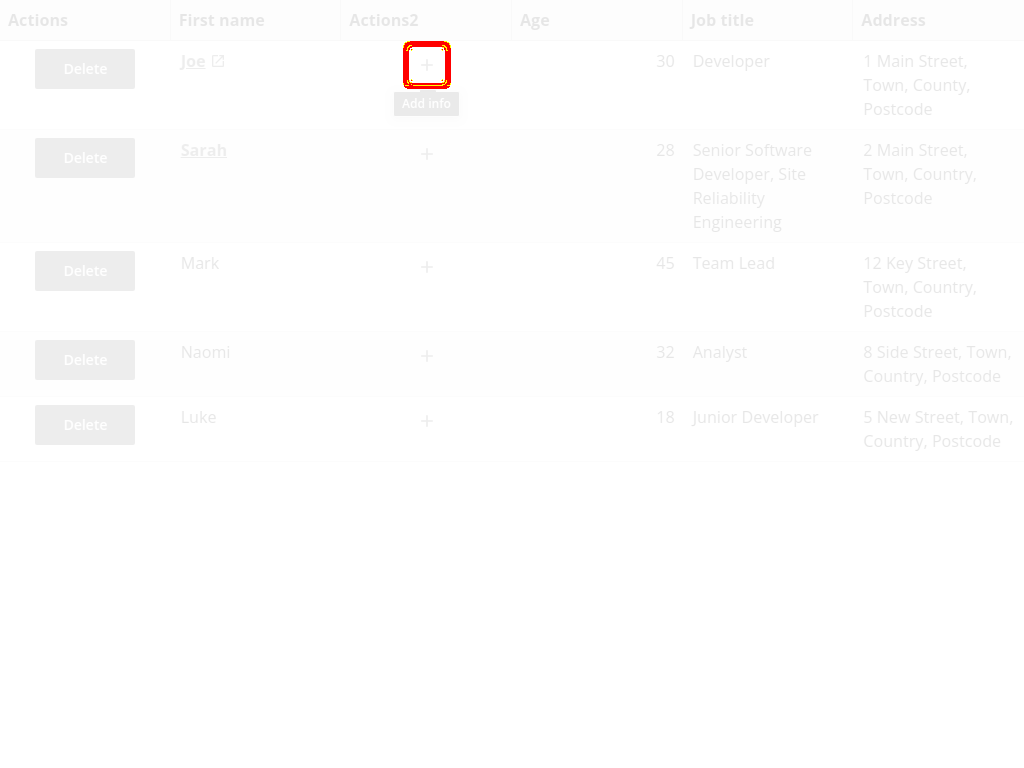 Actions First name Actions2 Age Job title Address
Delete Joe + 30 Developer 1 Main Street,
Town, County,
Postcode
Add info
Delete Sarah + 28 Senior Software 2 Main Street,
Developer, Site Town, Country,
Reliability Postcode
Engineering
Delete Mark + 45 Team Lead 12 Key Street,
Town, Country,
Postcode
Delete Naomi + 32 Analyst 8 Side Street, Town,
Country, Postcode
Delete Luke + 18 Junior Developer 5 New Street, Town,
Country, Postcode